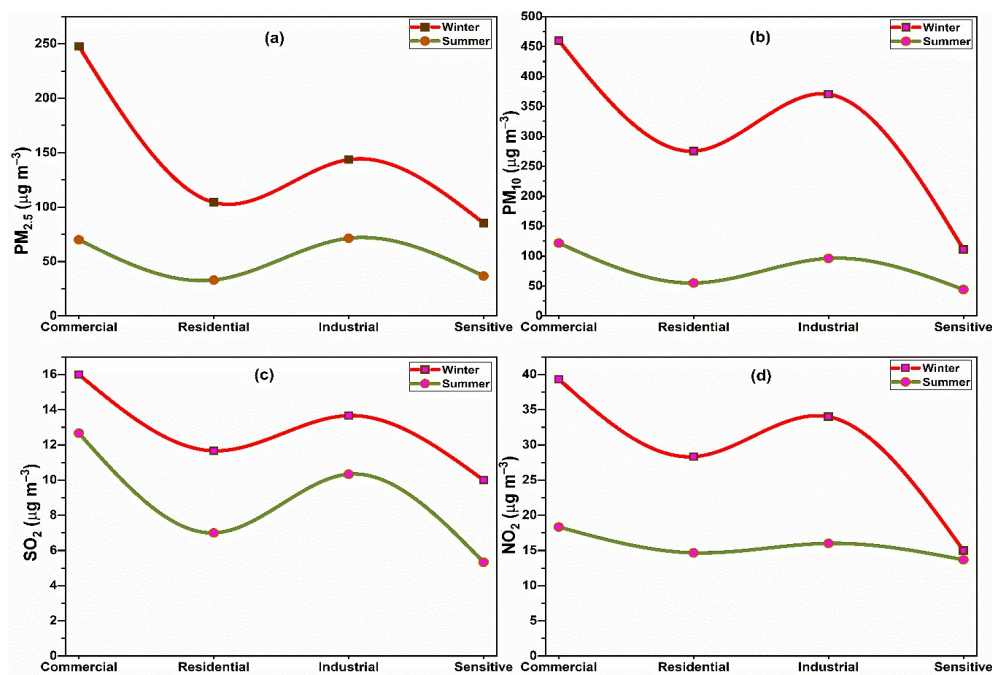 (a)
Winter
Summer
PM2.5 (μg m−3)
250
200
150
100
50
0
Commercial
Residential
Industrial
Sensitive
(b)
Winter
Summer
PM10 (μg m−3)
500
450
400
350
300
250
200
150
100
50
0
Commercial
Residential
Industrial
Sensitive
(c)
Winter
Summer
SO2 (μg m−3)
16
14
12
10
8
6
4
2
0
Commercial
Residential
Industrial
Sensitive
(d)
Winter
Summer
NO2 (μg m−3)
40
35
30
25
20
15
10
5
0
Commercial
Residential
Industrial
Sensitive